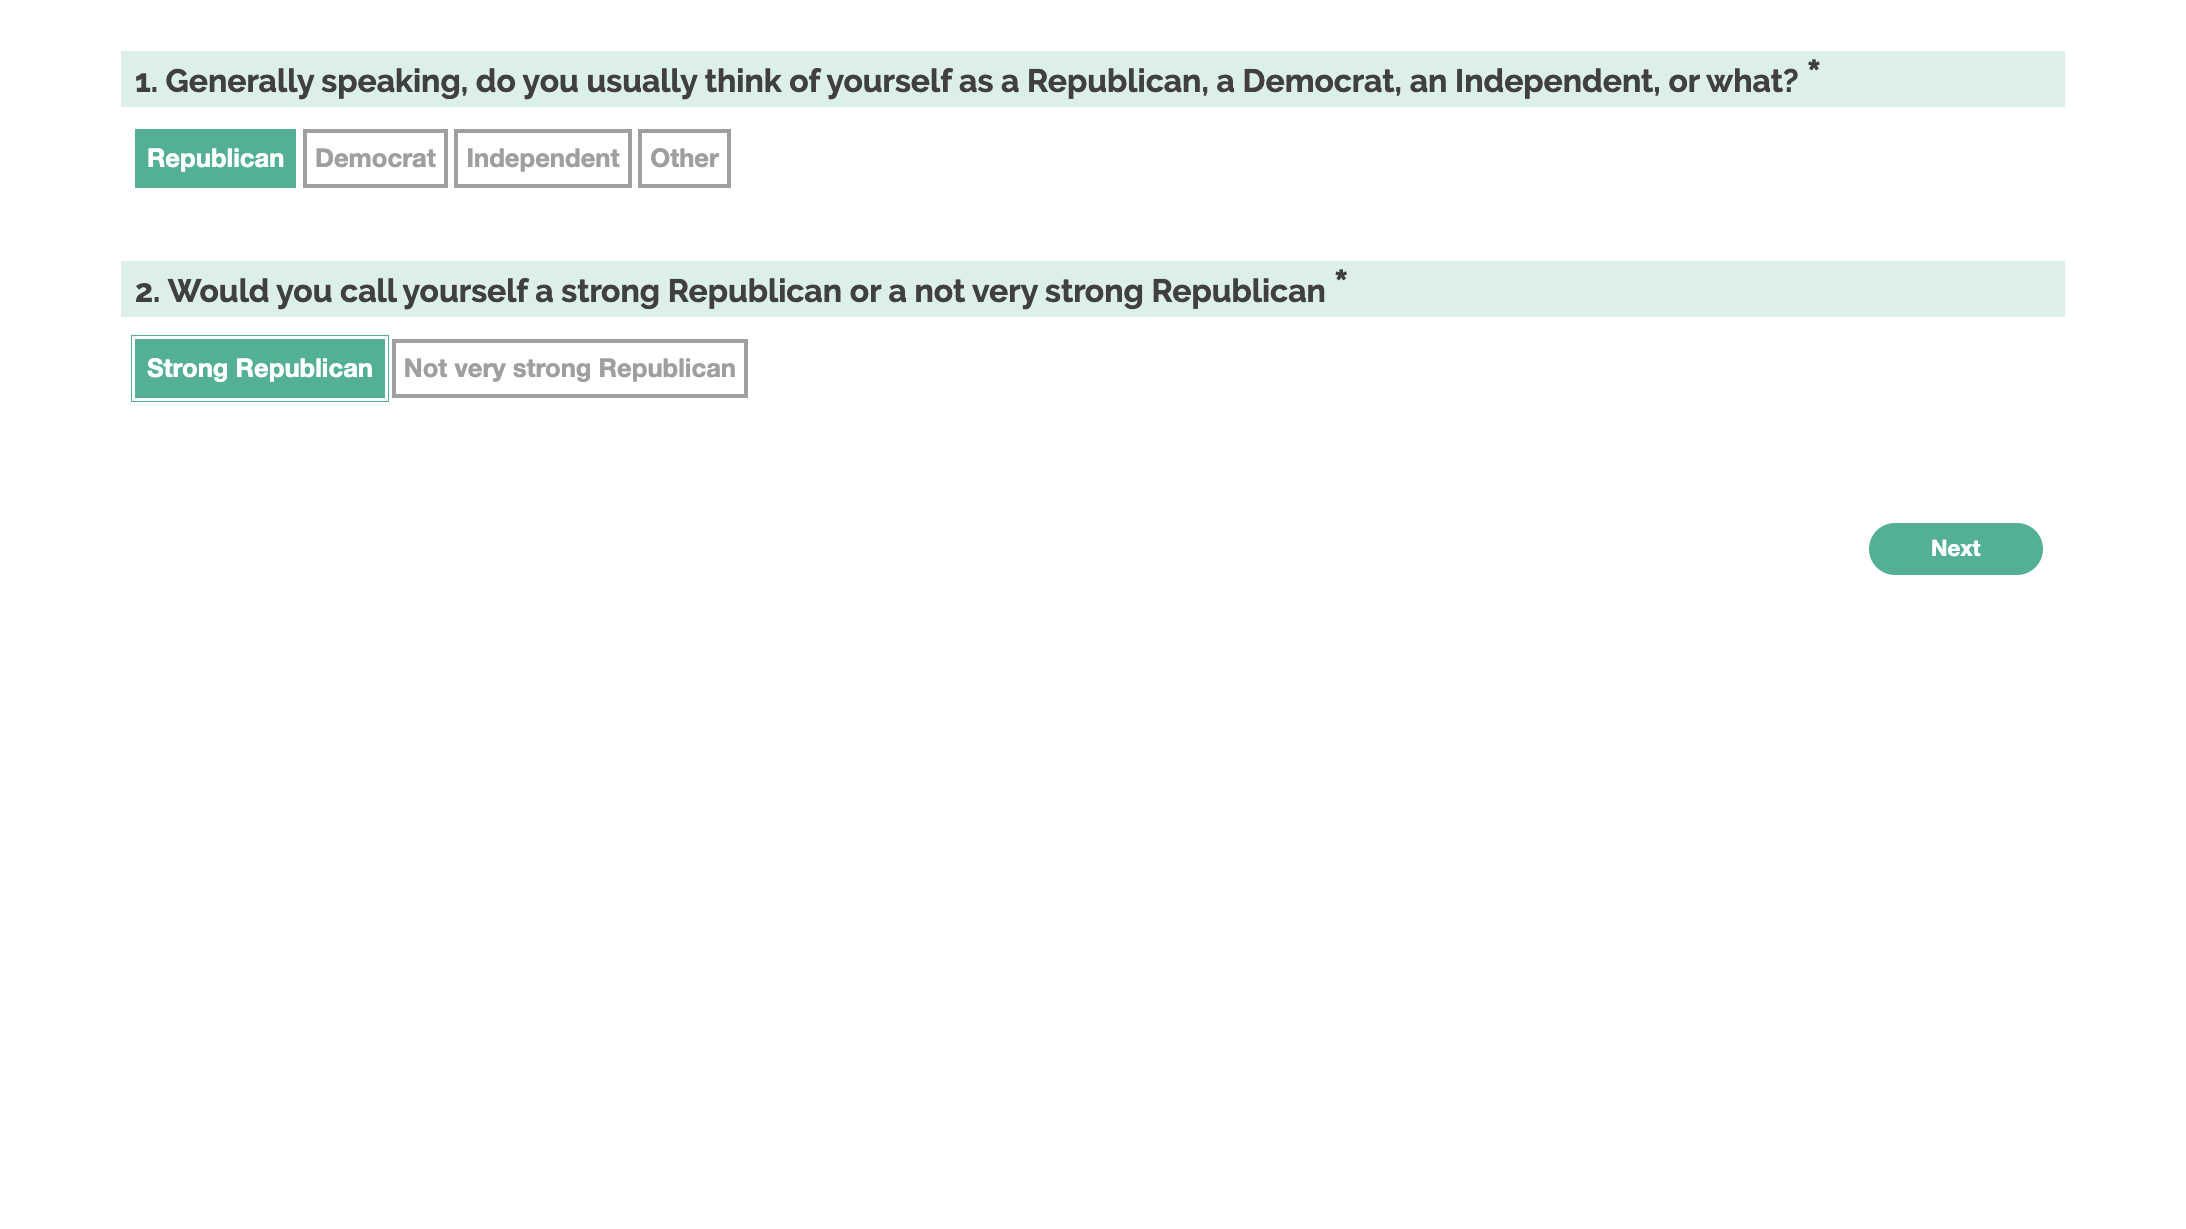 1. Generally speaking, do you usually think of yourself as a Republican, a Democrat, an Independent, or what? *
Republican Democrat Independent Other
2. Would you call yourself a strong Republican or a not very strong Republican *
Strong Republican Not very strong Republican
Next